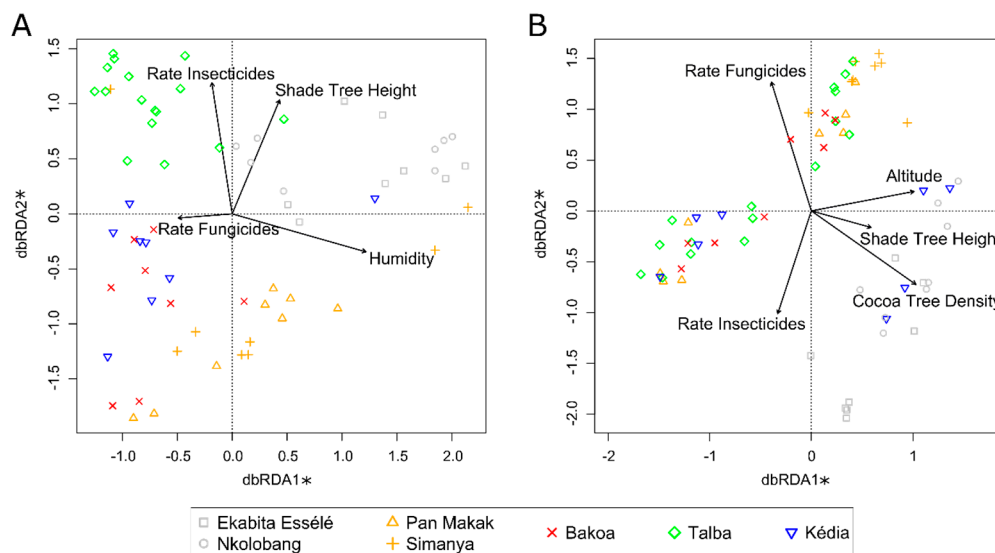 A
B
1.5
1.0
0.5
0.0
-0.5
-1.0
-1.5
dbRDA2*
Rate Insecticides
Shade Tree Height
Rate Fungicides
Humidity
-1.0
-0.5
0.0
0.5
1.0
1.5
2.0
dbRDA1*
1.5
1.0
0.5
0.0
-0.5
-1.0
-1.5
-2.0
dbRDA2*
Rate Fungicides
Altitude
Shade Tree Height
Cocoa Tree Density
Rate Insecticides
-2
-1
0
1
dbRDA1*
Ekabita Essélé
Pan Makak
Bakoa
Talba
Kédia
Nkolobang
Simanya